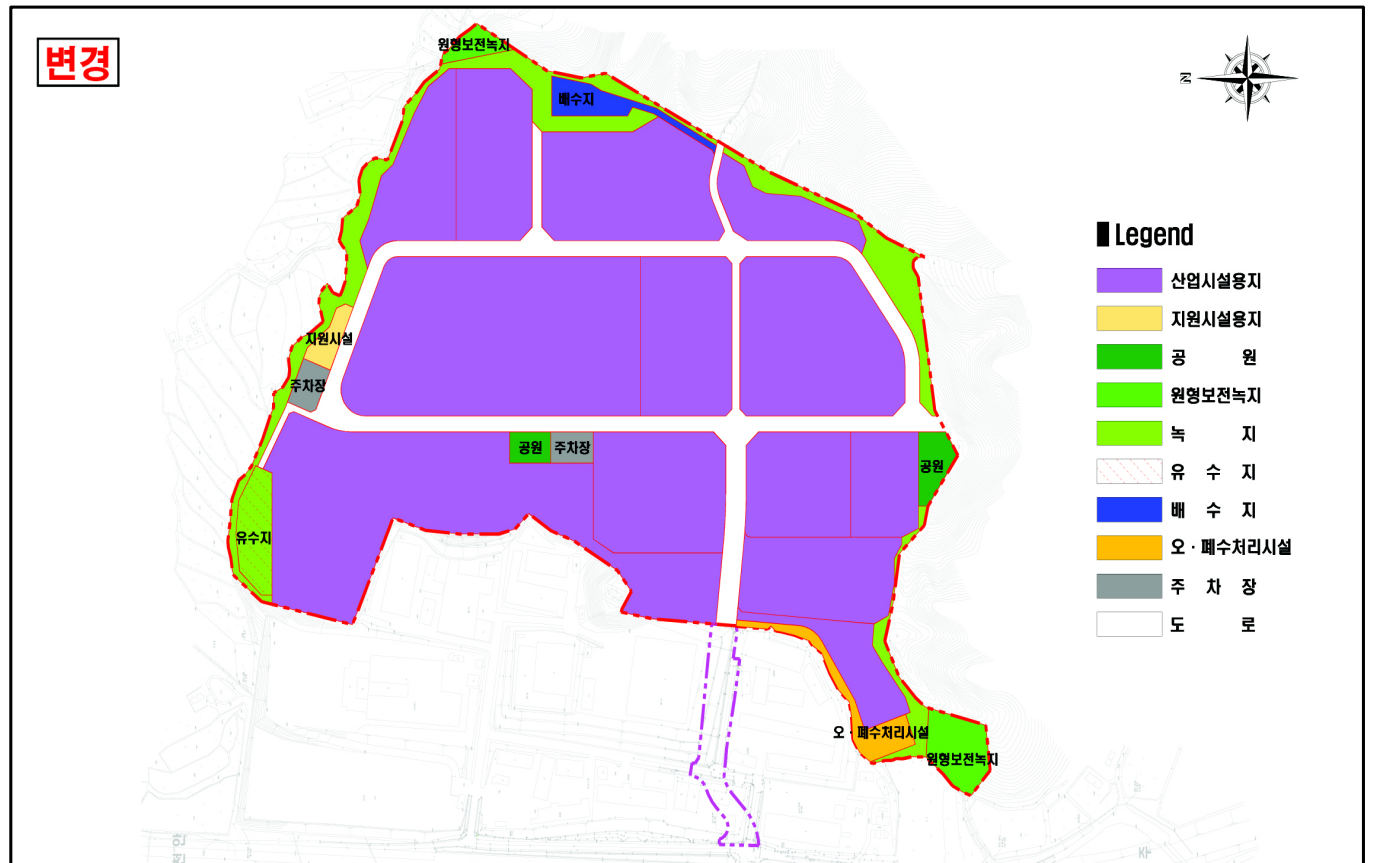 변경
원형보전녹지
배수지
지원시설
주차장
공원
주차장
공원
유수지
오·폐수처리시설
원형보전녹지
N
Legend
산업시설용지
지원시설용지
공 원
원형보전녹지
녹 지
유 수 지
배 수 지
오·폐수처리시설
주 차 장
도 로